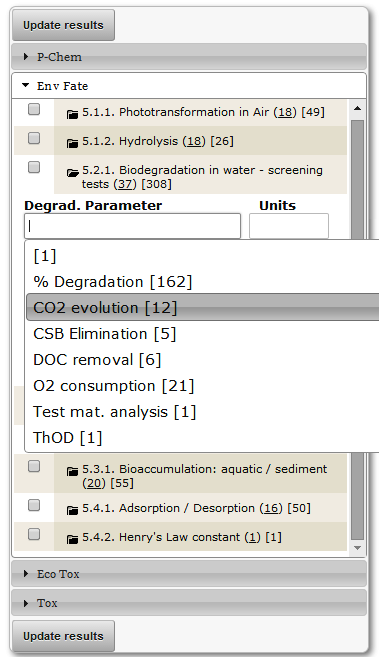 Update results
P-Chem
Env Fate
5.1.1. Phototransformation in Air (18) [49]
5.1.2. Hydrolysis (18) [26]
5.2.1. Biodegradation in water - screening
tests (37) [308]
Degrad. Parameter Units
[1]
% Degradation [162]
CO2 evolution [12]
CSB Elimination [5]
DOC removal [6]
O2 consumption [21]
Test mat. analysis [1]
ThOD [1]
5.3.1. Bioaccumulation: aquatic / sediment
(20) [55]
5.4.1. Adsorption / Desorption (16) [50]
5.4.2. Henry's Law constant (1) [1]
Eco Tox
Tox
Update results